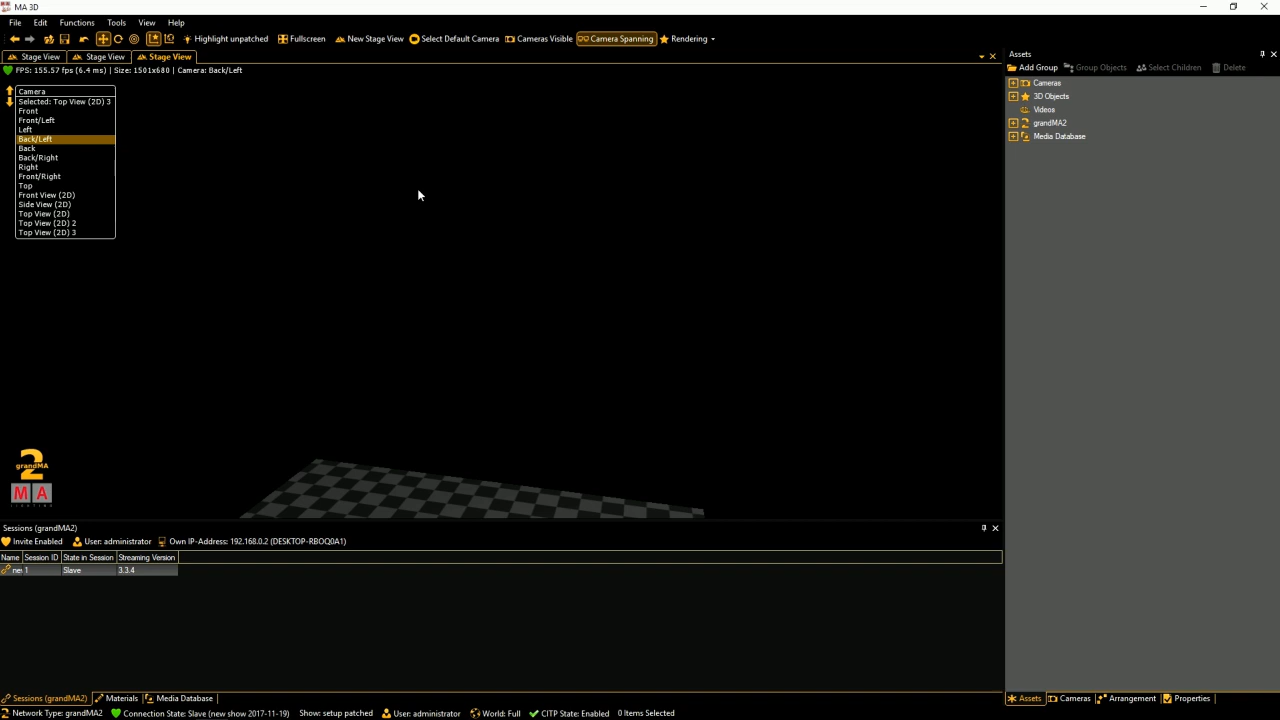 MA 3D
File Edit Functions Tools View Help
Highlight unpatched Fullscreen New Stage View Select Default Camera Cameras Visible Camera Spanning Rendering
Stage View Stage View Stage View
FPS: 155.57 fps (6.4 ms) | Size: 1501x680 | Camera: Back/Left
Camera
Selected: Top View (2D) 3
Front
Front/Left
Left
Back/Left
Back
Back/Right
Right
Front/Right
Top
Front View (2D)
Side View (2D)
Top View (2D)
Top View (2D) 2
Top View (2D) 3
Assets
Add Group Group Objects Select Children Delete
Cameras
3D Objects
Videos
grandMA2
Media Database
2
grandMA
MA
LIGHTING
Sessions (grandMA2)
Invite Enabled User: administrator Own IP-Address: 192.168.0.2 (DESKTOP-RBOQ0A1)
Name Session ID State in Session Streaming Version
ne 1 Slave 3.3.4
Sessions (grandMA2) Materials Media Database
Assets Cameras Arrangement Properties
Network Type: grandMA2 Connection State: Slave (new show 2017-11-19) Show: setup patched User: administrator World: Full CITP State: Enabled 0 Items Selected